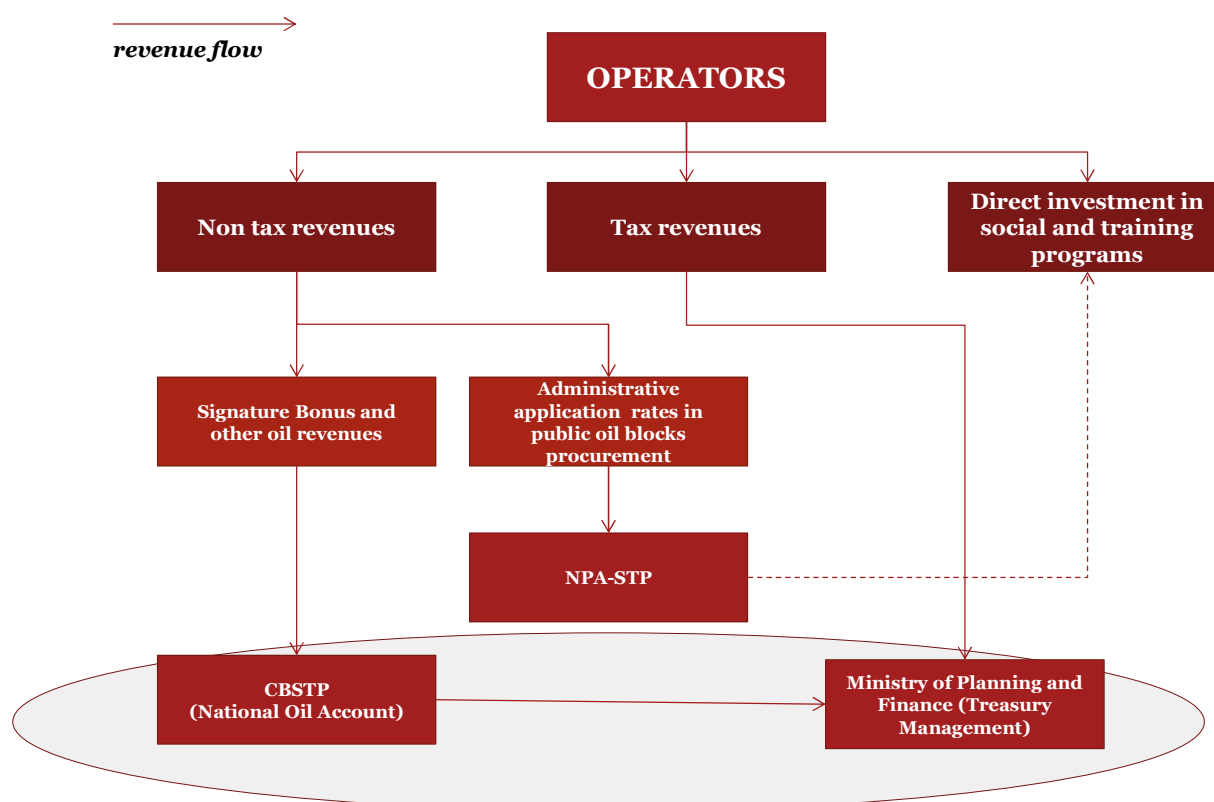 revenue flow
OPERATORS
Non tax revenues
Tax revenues
Direct investment in
social and training
programs
Signature Bonus and
other oil revenues
Administrative
application rates in
public oil blocks
procurement
NPA-STP
CBSTP
(National Oil Account)
Ministry of Planning and
Finance (Treasury
Management)